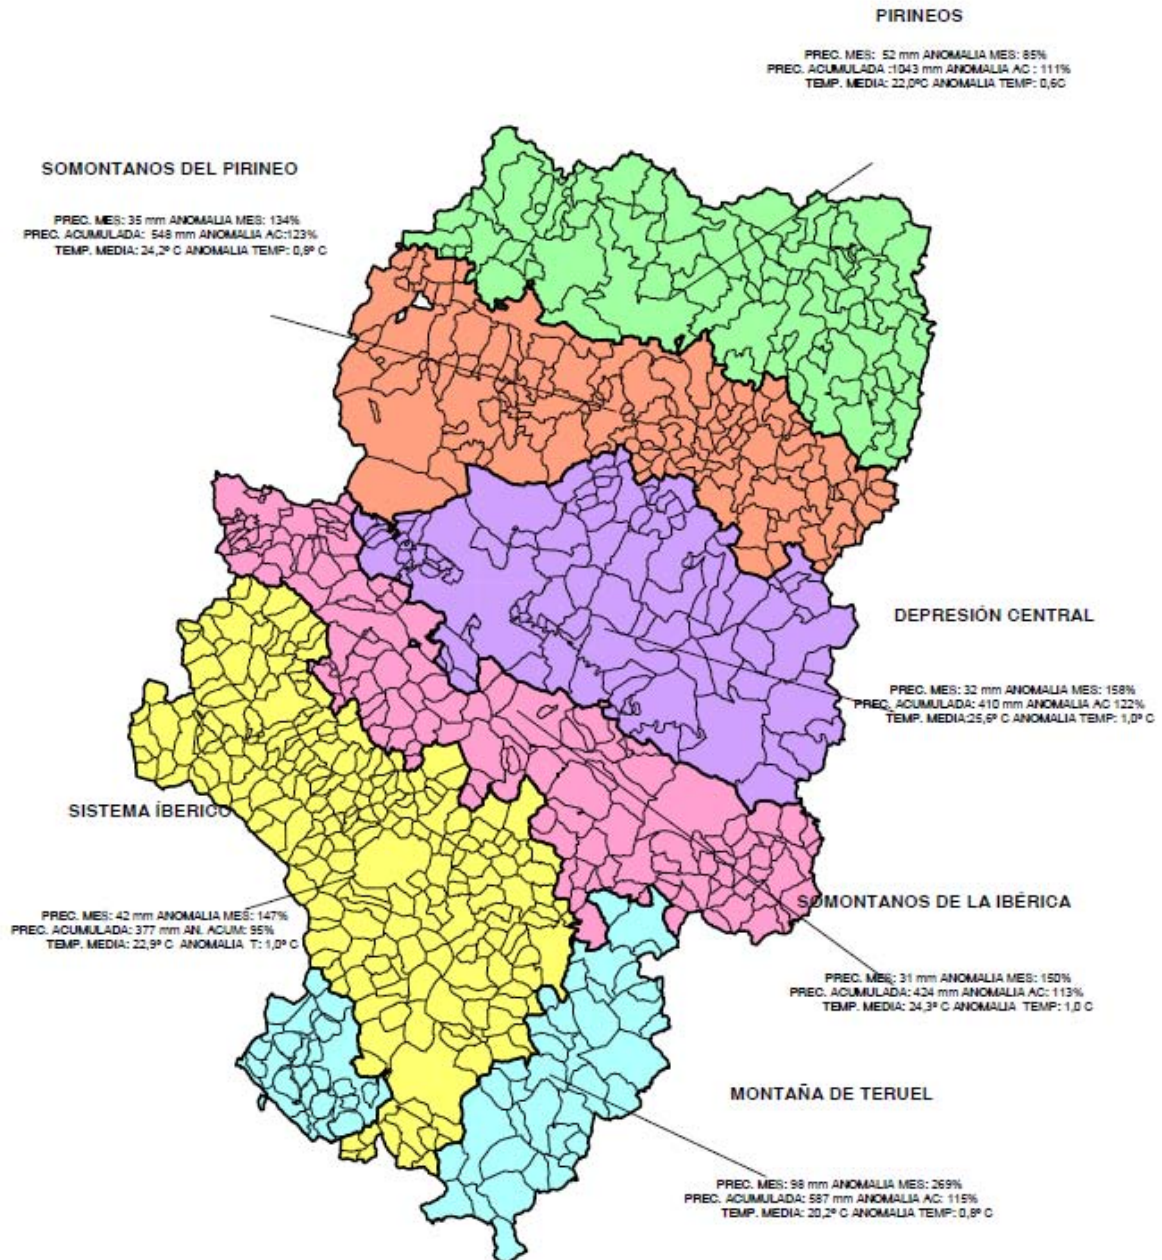 PIRINEOS
PREC. MES: 52 mm ANOMALIA MES: 85%
PREC. ACUMULADA :1043 mm ANOMALIA AC : 111%
TEMP. MEDIA: 22,0ºC ANOMALIA TEMP: 0,6C
SOMONTANOS DEL PIRINEO
PREC. MES: 35 mm ANOMALIA MES: 134%
PREC. ACUMULADA: 548 mm ANOMALIA AC:123%
TEMP. MEDIA: 24,2º C ANOMALIA TEMP: 0,8º C
DEPRESIÓN CENTRAL
PREC. MES: 32 mm ANOMALIA MES: 158%
PREC. ACUMULADA: 410 mm ANOMALIA AC 122%
TEMP. MEDIA:25,6º C ANOMALIA TEMP: 1,0º C
SISTEMA ÍBERICO
PREC. MES: 42 mm ANOMALIA MES: 147%
PREC. ACUMULADA: 377 mm AN. ACUM: 95%
TEMP. MEDIA: 22,9º C ANOMALIA T: 1,0º C
SOMONTANOS DE LA IBÉRICA
PREC. MES: 31 mm ANOMALIA MES: 150%
PREC. ACUMULADA: 424 mm ANOMALIA AC: 113%
TEMP. MEDIA: 24,3º C ANOMALIA TEMP: 1,0 C
MONTAÑA DE TERUEL
PREC. MES: 98 mm ANOMALIA MES: 269%
PREC. ACUMULADA: 587 mm ANOMALIA AC: 115%
TEMP. MEDIA: 20,2º C ANOMALIA TEMP: 0,8º C